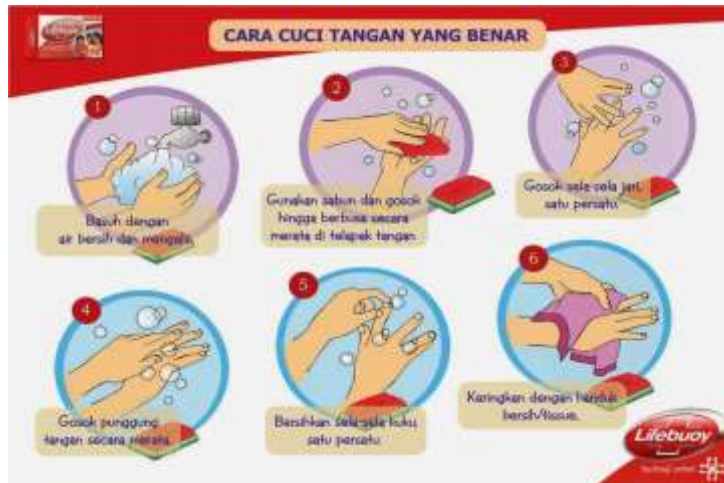 CARA CUCI TANGAN YANG BENAR
1
Basuh dengan
air bersih dan mengalir.
2
Gunakan sabun dan gosok
hingga berbusa secara
merata di telapak tangan
3
Gosok sela-sela jari,
satu persatu.
4
Gosok punggung
tangan secara merata
5
Bersihkan sela-sela kuku,
satu persatu
6
Keringkan dengan handuk
bersih/tissue.
Lifebuoy